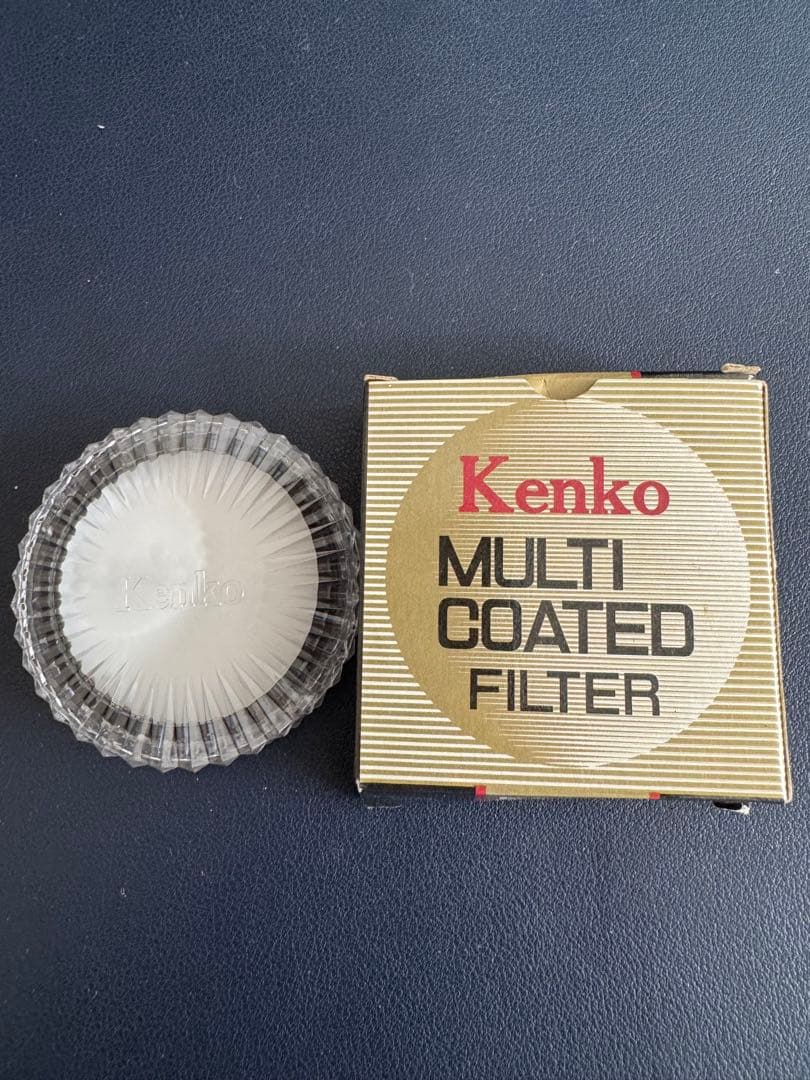 Kenko
Kenko
MULTI
COATED
FILTER